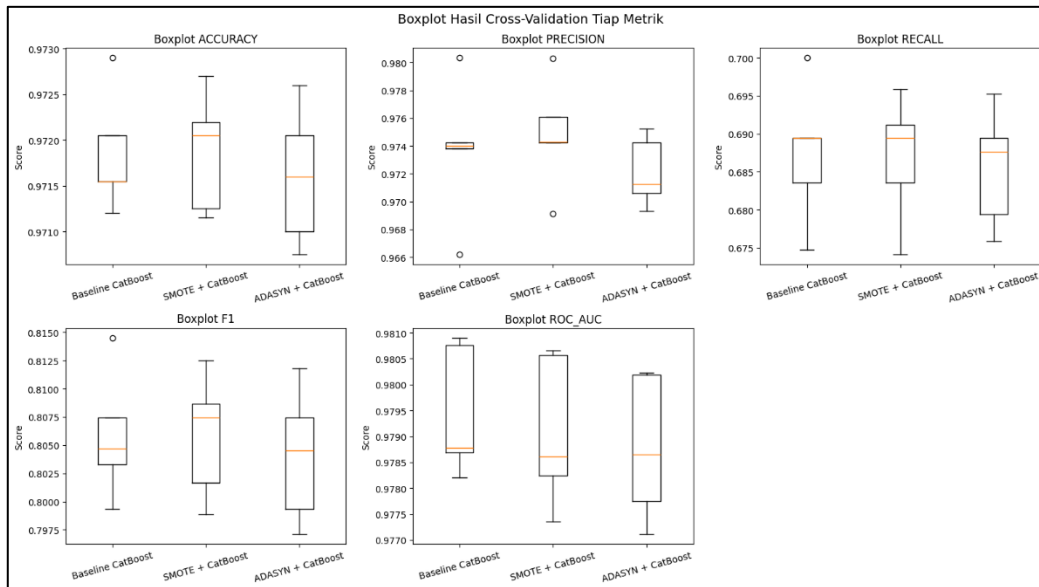 Boxplot Hasil Cross-Validation Tiap Metrik
Boxplot ACCURACY
Score
0.9730
0.9725
0.9720
0.9715
0.9710
Baseline CatBoost
SMOTE + CatBoost
ADASYN + CatBoost
Boxplot PRECISION
Score
0.980
0.978
0.976
0.974
0.972
0.970
0.968
0.966
Baseline CatBoost
SMOTE + CatBoost
ADASYN + CatBoost
Boxplot RECALL
Score
0.700
0.695
0.690
0.685
0.680
0.675
Baseline CatBoost
SMOTE + CatBoost
ADASYN + CatBoost
Boxplot F1
Score
0.8150
0.8125
0.8100
0.8075
0.8050
0.8025
0.8000
0.7975
Baseline CatBoost
SMOTE + CatBoost
ADASYN + CatBoost
Boxplot ROC_AUC
Score
0.9810
0.9805
0.9800
0.9795
0.9790
0.9785
0.9780
0.9775
0.9770
Baseline CatBoost
SMOTE + CatBoost
ADASYN + CatBoost